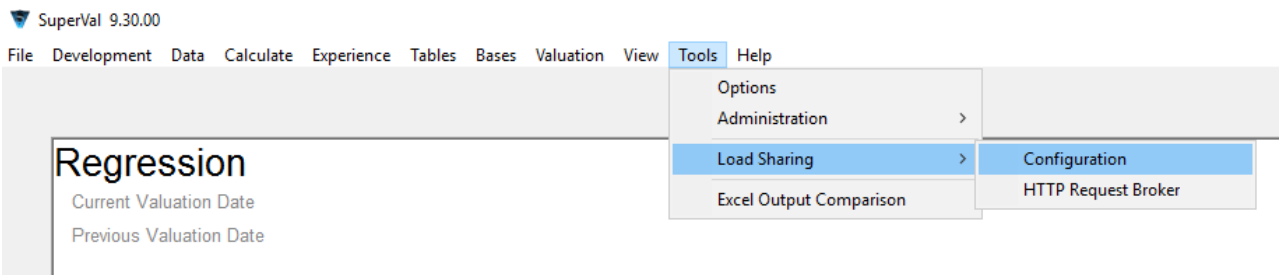 SuperVal 9.30.00
File Development Data Calculate Experience Tables Bases Valuation View Tools Help
Options
Administration
Load Sharing
Excel Output Comparison
Configuration
HTTP Request Broker
Regression
Current Valuation Date
Previous Valuation Date